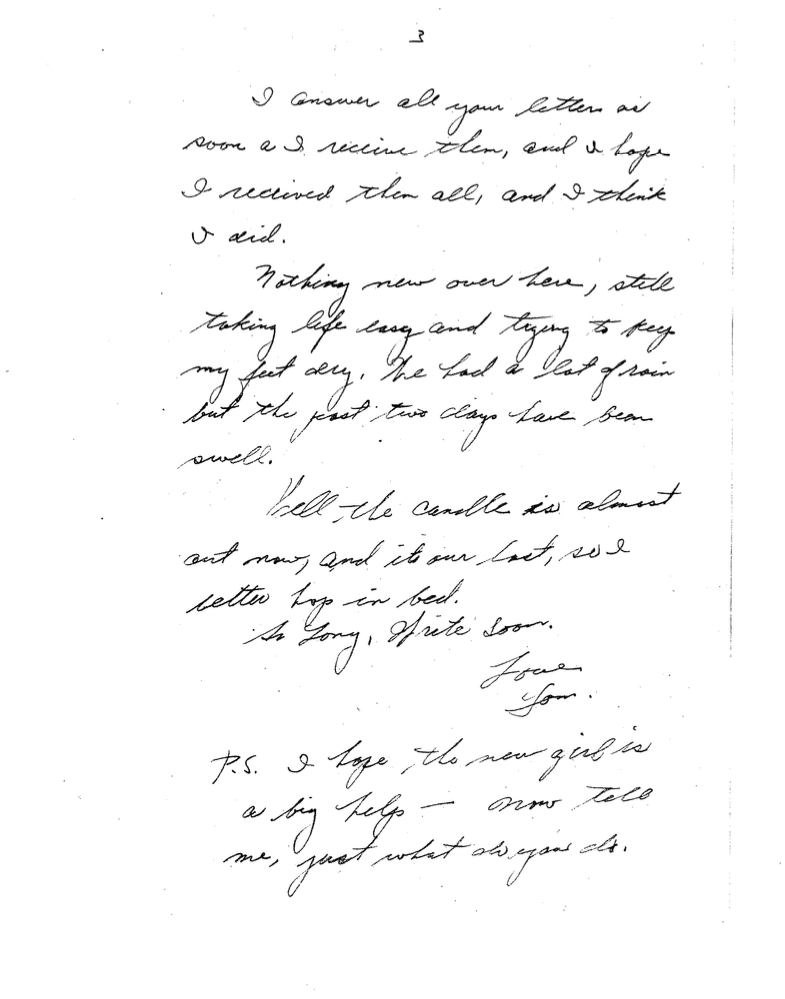 3
I answer all your letters as
soon a I receive them, and I hope
I recieved them all, and I think
I did.
Nothing new over here, still
taking life easy and trying to keep
my feet dry. We had a lot of rain
but the past two days have been
swell.
Well, the candle is almost
out now, and its our last, so I
better hop in bed.
So Long, Write Soon.
Love
Tom.
P.S. I hope the new girl is
a big help — now tell
me, just what do you do.